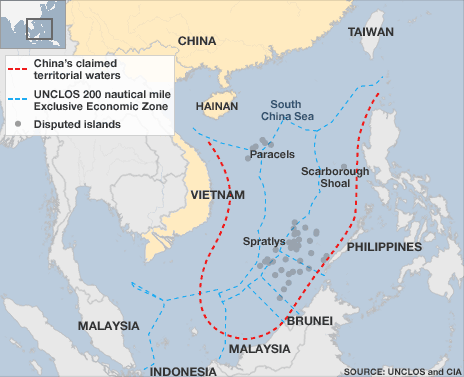 CHINA
TAIWAN
China's claimed
territorial waters
UNCLOS 200 nautical mile
Exclusive Economic Zone
Disputed islands
HAINAN
South
China Sea
Paracels
Scarborough
Shoal
VIETNAM
Spratlys
PHILIPPINES
BRUNEI
MALAYSIA
MALAYSIA
INDONESIA
SOURCE: UNCLOS and CIA